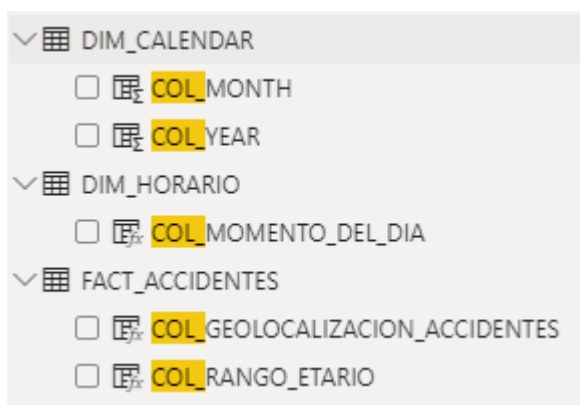 DIM_CALENDAR
COL_MONTH
COL_YEAR
DIM_HORARIO
COL_MOMENTO_DEL_DIA
FACT_ACCIDENTES
COL_GEOLOCALIZACION_ACCIDENTES
COL_RANGO_ETARIO